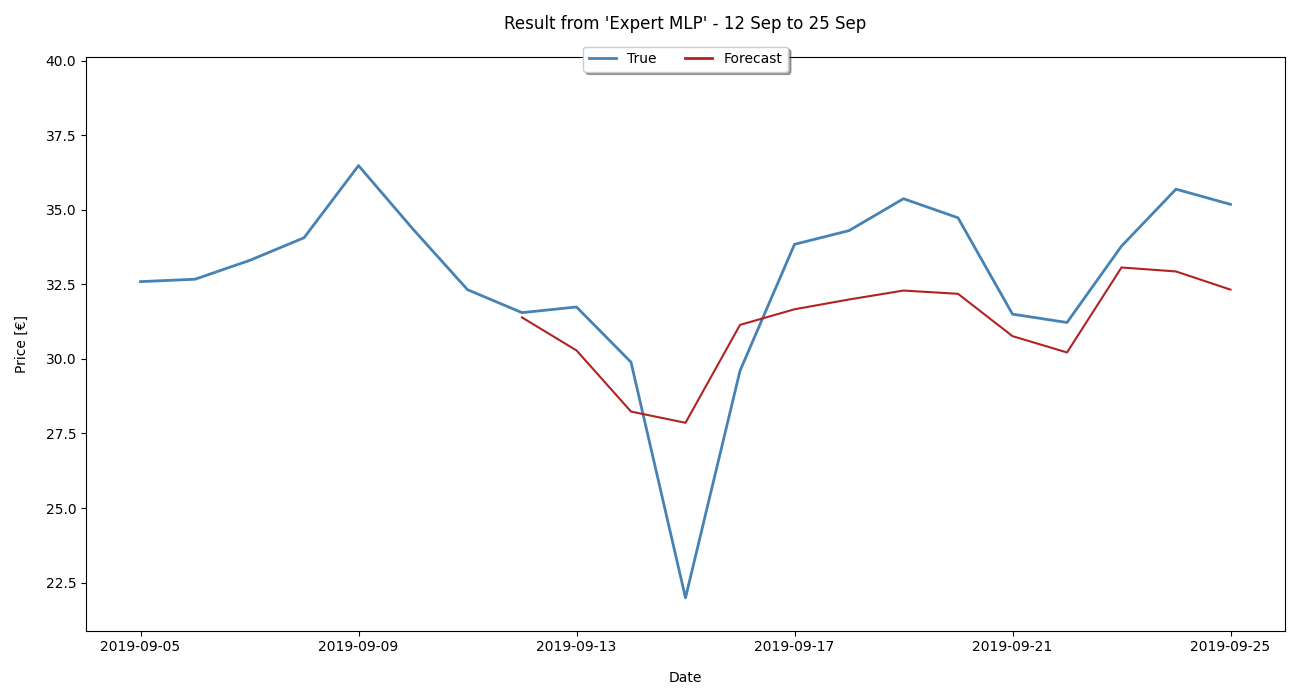 Result from 'Expert MLP' - 12 Sep to 25 Sep
True
Forecast
40.0
37.5
35.0
32.5
30.0
27.5
25.0
22.5
Price [€]
2019-09-05
2019-09-09
2019-09-13
2019-09-17
2019-09-21
2019-09-25
Date